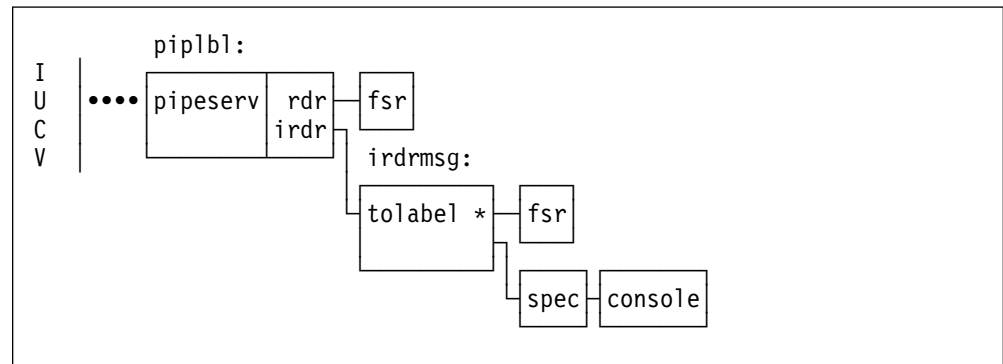 piplbl:
I
U •••• pipeserv rdr fsr
C irdr
V irdrmsg:
tolabel * fsr
spec console